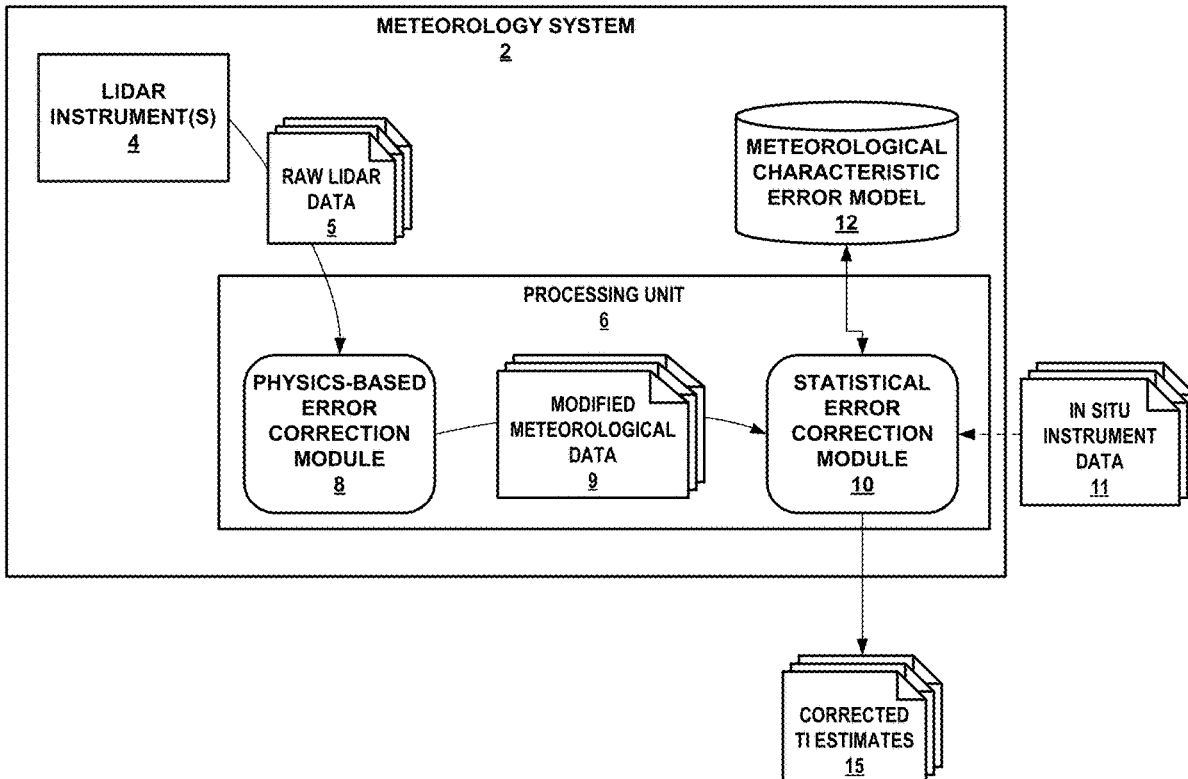 METEOROLOGY SYSTEM
2
LIDAR
INSTRUMENT(S)
4
RAW LIDAR
DATA
5
METEOROLOGICAL
CHARACTERISTIC
ERROR MODEL
12
PROCESSING UNIT
6
PHYSICS-BASED
ERROR
CORRECTION
MODULE
8
MODIFIED
METEOROLOGICAL
DATA
9
STATISTICAL
ERROR
CORRECTION
MODULE
10
IN SITU
INSTRUMENT
DATA
11
CORRECTED
TI ESTIMATES
15